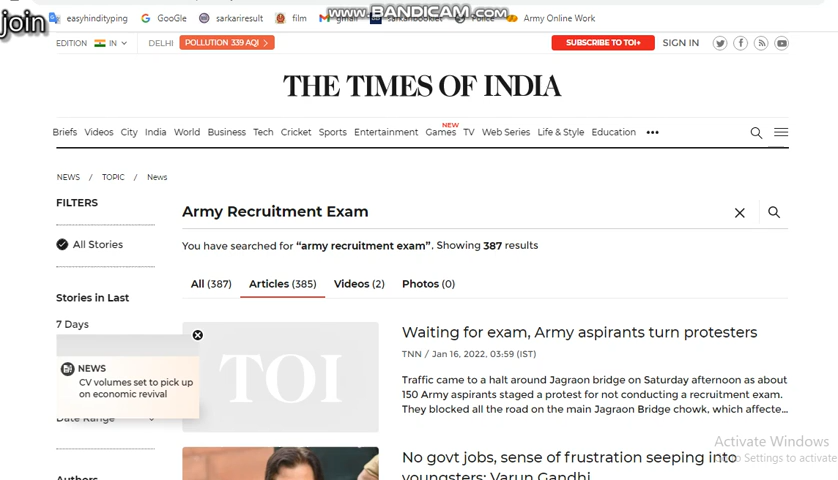 www.BANDICAM.com
join
easyhindityping GooGle sarkariresult film gmail sarkaribooklet Police Army Online Work
EDITION IN DELHI POLLUTION 339 AQI > SUBSCRIBE TO TOI+ SIGN IN
THE TIMES OF INDIA
NEW
Briefs Videos City India World Business Tech Cricket Sports Entertainment Games TV Web Series Life & Style Education •••
NEWS / TOPIC / News
FILTERS
Army Recruitment Exam
All Stories
You have searched for “army recruitment exam”. Showing 387 results
All (387) Articles (385) Videos (2) Photos (0)
Stories in Last
7 Days
NEWS
CV volumes set to pick up
on economic revival
Date Range
Authors
TOI
Waiting for exam, Army aspirants turn protesters
TNN / Jan 16, 2022, 03:59 (IST)
Traffic came to a halt around Jagraon bridge on Saturday afternoon as about
150 Army aspirants staged a protest for not conducting a recruitment exam.
They blocked all the road on the main Jagraon Bridge chowk, which affecte...
No govt jobs, sense of frustration seeping into
youngsters: Varun Gandhi
Activate Windows
to Settings to activate